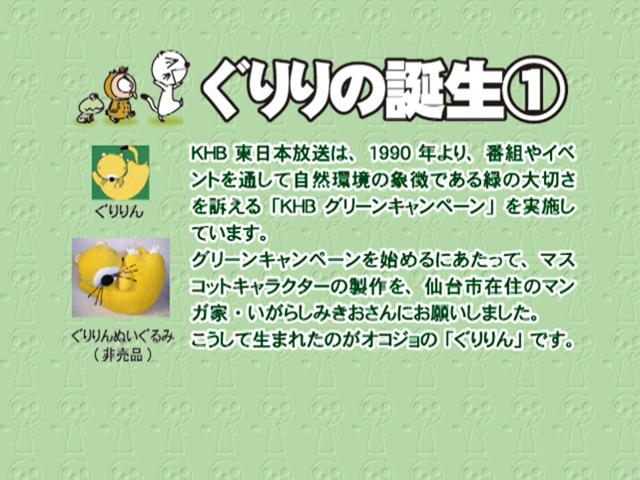 ぐりりの誕生①
KHB 東日本放送は、1990 年より、番組やイベ
ントを通して自然環境の象徴である緑の大切さ
を訴える「KHB グリーンキャンペーン」を実施し
ています。
グリーンキャンペーンを始めるにあたって、マス
コットキャラクターの製作を、仙台市在住のマン
ガ家・いがらしみきおさんにお願いしました。
こうして生まれたのがオコジョの「ぐりりん」です。
ぐりりん
ぐりりんぬいぐるみ
(非売品)